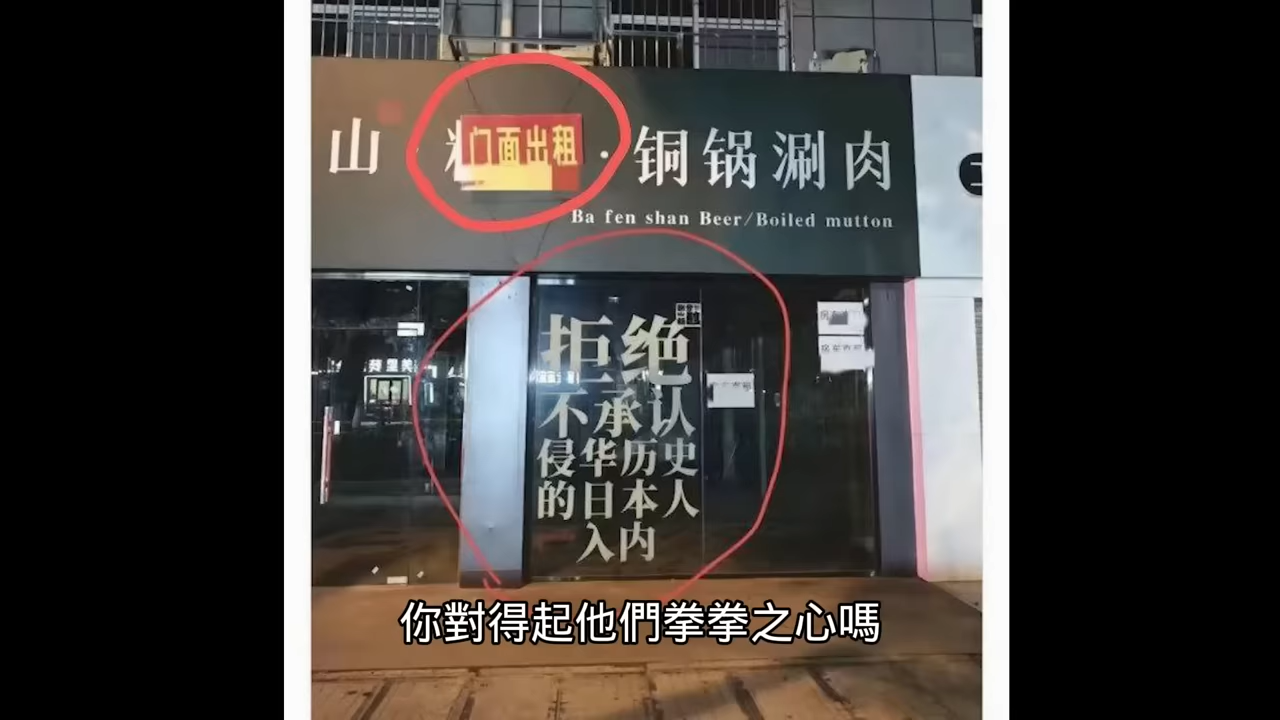 山
门面出租
·铜锅涮肉
Ba fen shan Beer/Boiled mutton
拒绝
不承认
侵华历史
的日本人
入内
你對得起他們拳拳之心嗎